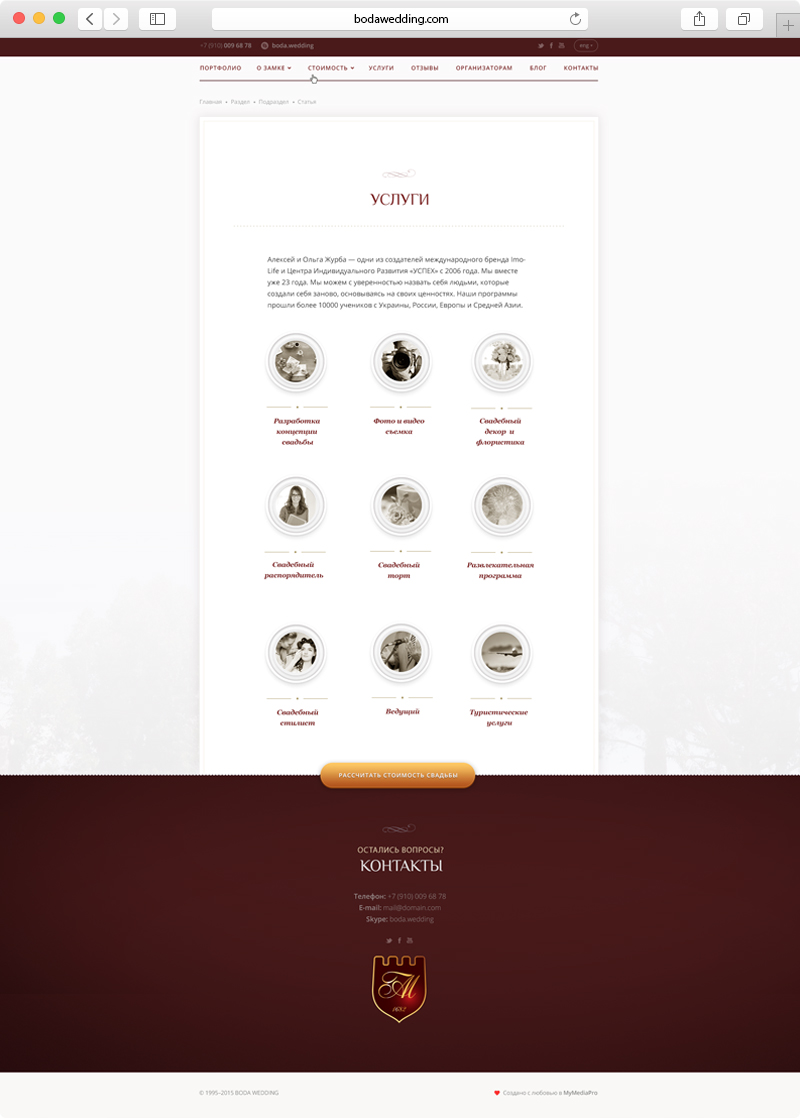 bodawedding.com
+7 (910) 009 68 78 boda.wedding eng
ПОРТФОЛИО О ЗАМКЕ СТОИМОСТЬ УСЛУГИ ОТЗЫВЫ ОРГАНИЗАТОРАМ БЛОГ КОНТАКТЫ
Главная • Раздел • Подраздел • Статья
УСЛУГИ
Алексей и Ольга Журба — одни из создателей международного бренда Imo-
Life и Центра Индивидуального Развития «УСПЕХ» с 2006 года. Мы вместе
уже 23 года. Мы можем с уверенностью назвать себя людьми, которые
создали себя заново, основываясь на своих ценностях. Наши программы
прошли более 10000 учеников с Украины, России, Европы и Средней Азии.
Разработка
концепции
свадьбы
Фото и видео
съемка
Свадебный
декор и
флористика
Свадебный
распорядитель
Свадебный
торт
Развлекательная
программа
Свадебный
стилист
Ведущий
Туристические
услуги
РАССЧИТАТЬ СТОИМОСТЬ СВАДЬБЫ
ОСТАЛИСЬ ВОПРОСЫ?
КОНТАКТЫ
Телефон: +7 (910) 009 68 78
E-mail: mail@domain.com
Skype: boda.wedding
© 1995–2015 BODA WEDDING
Создано с любовью в MyMediaPro